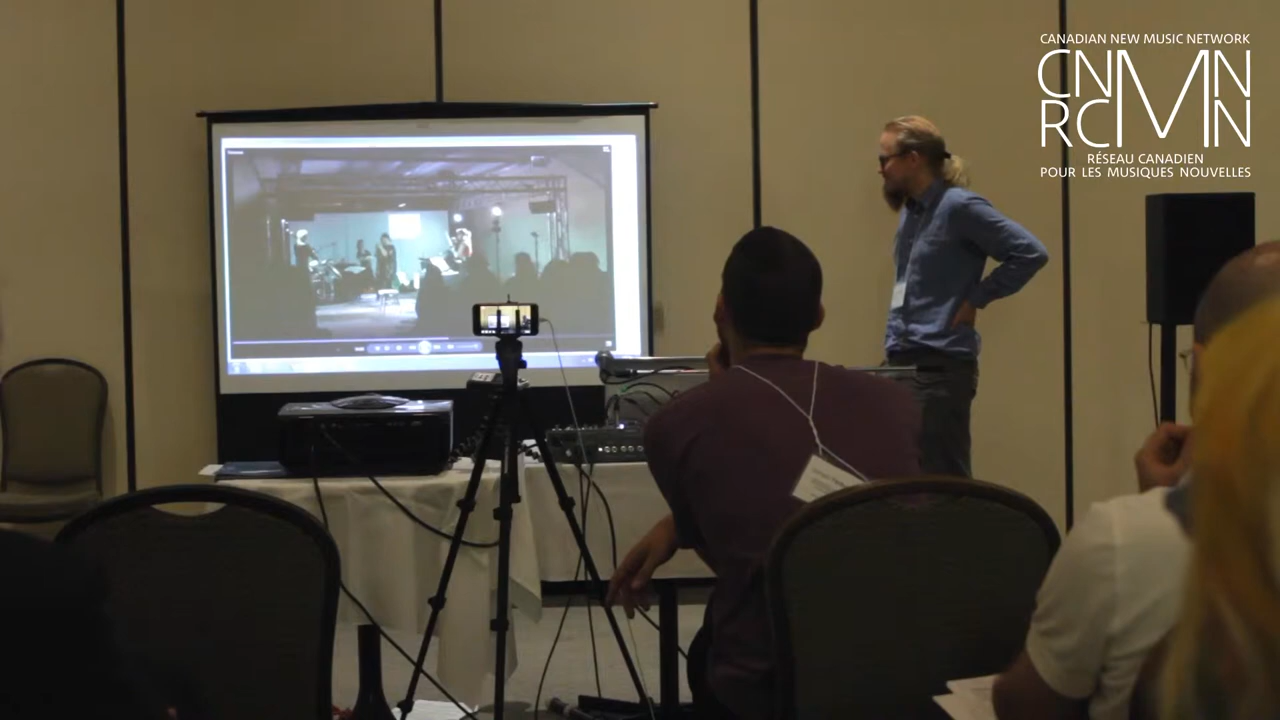 CANADIAN NEW MUSIC NETWORK
CNMN
RCMN
RÉSEAU CANADIEN
POUR LES MUSIQUES NOUVELLES